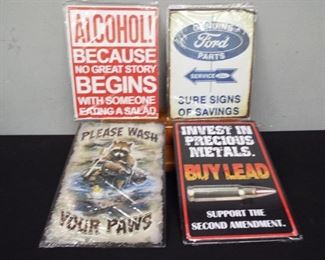 ALCOHOL!
BECAUSE
NO GREAT STORY
BEGINS
WITH SOMEONE
EATING A SALAD
GENUINE
Ford
PARTS
SERVICE
SURE SIGNS
OF SAVINGS
PLEASE WASH
YOUR PAWS
INVEST IN
PRECIOUS
METALS.
BUY LEAD
SUPPORT THE
SECOND AMENDMENT.